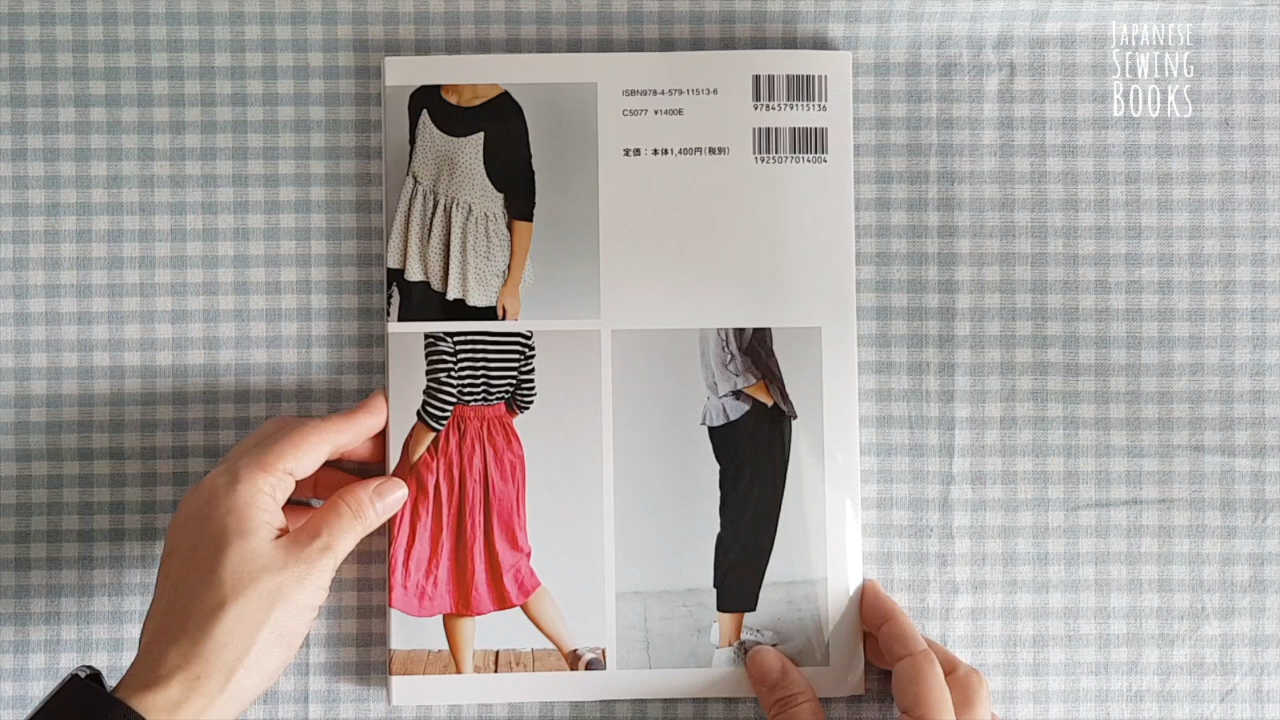 ISBN978-4-579-11513-6
C5077 ¥1400E
定価：本体1,400円(税別)
9784579115136
1925077014004
JAPANESE
SEWING
BOOKS